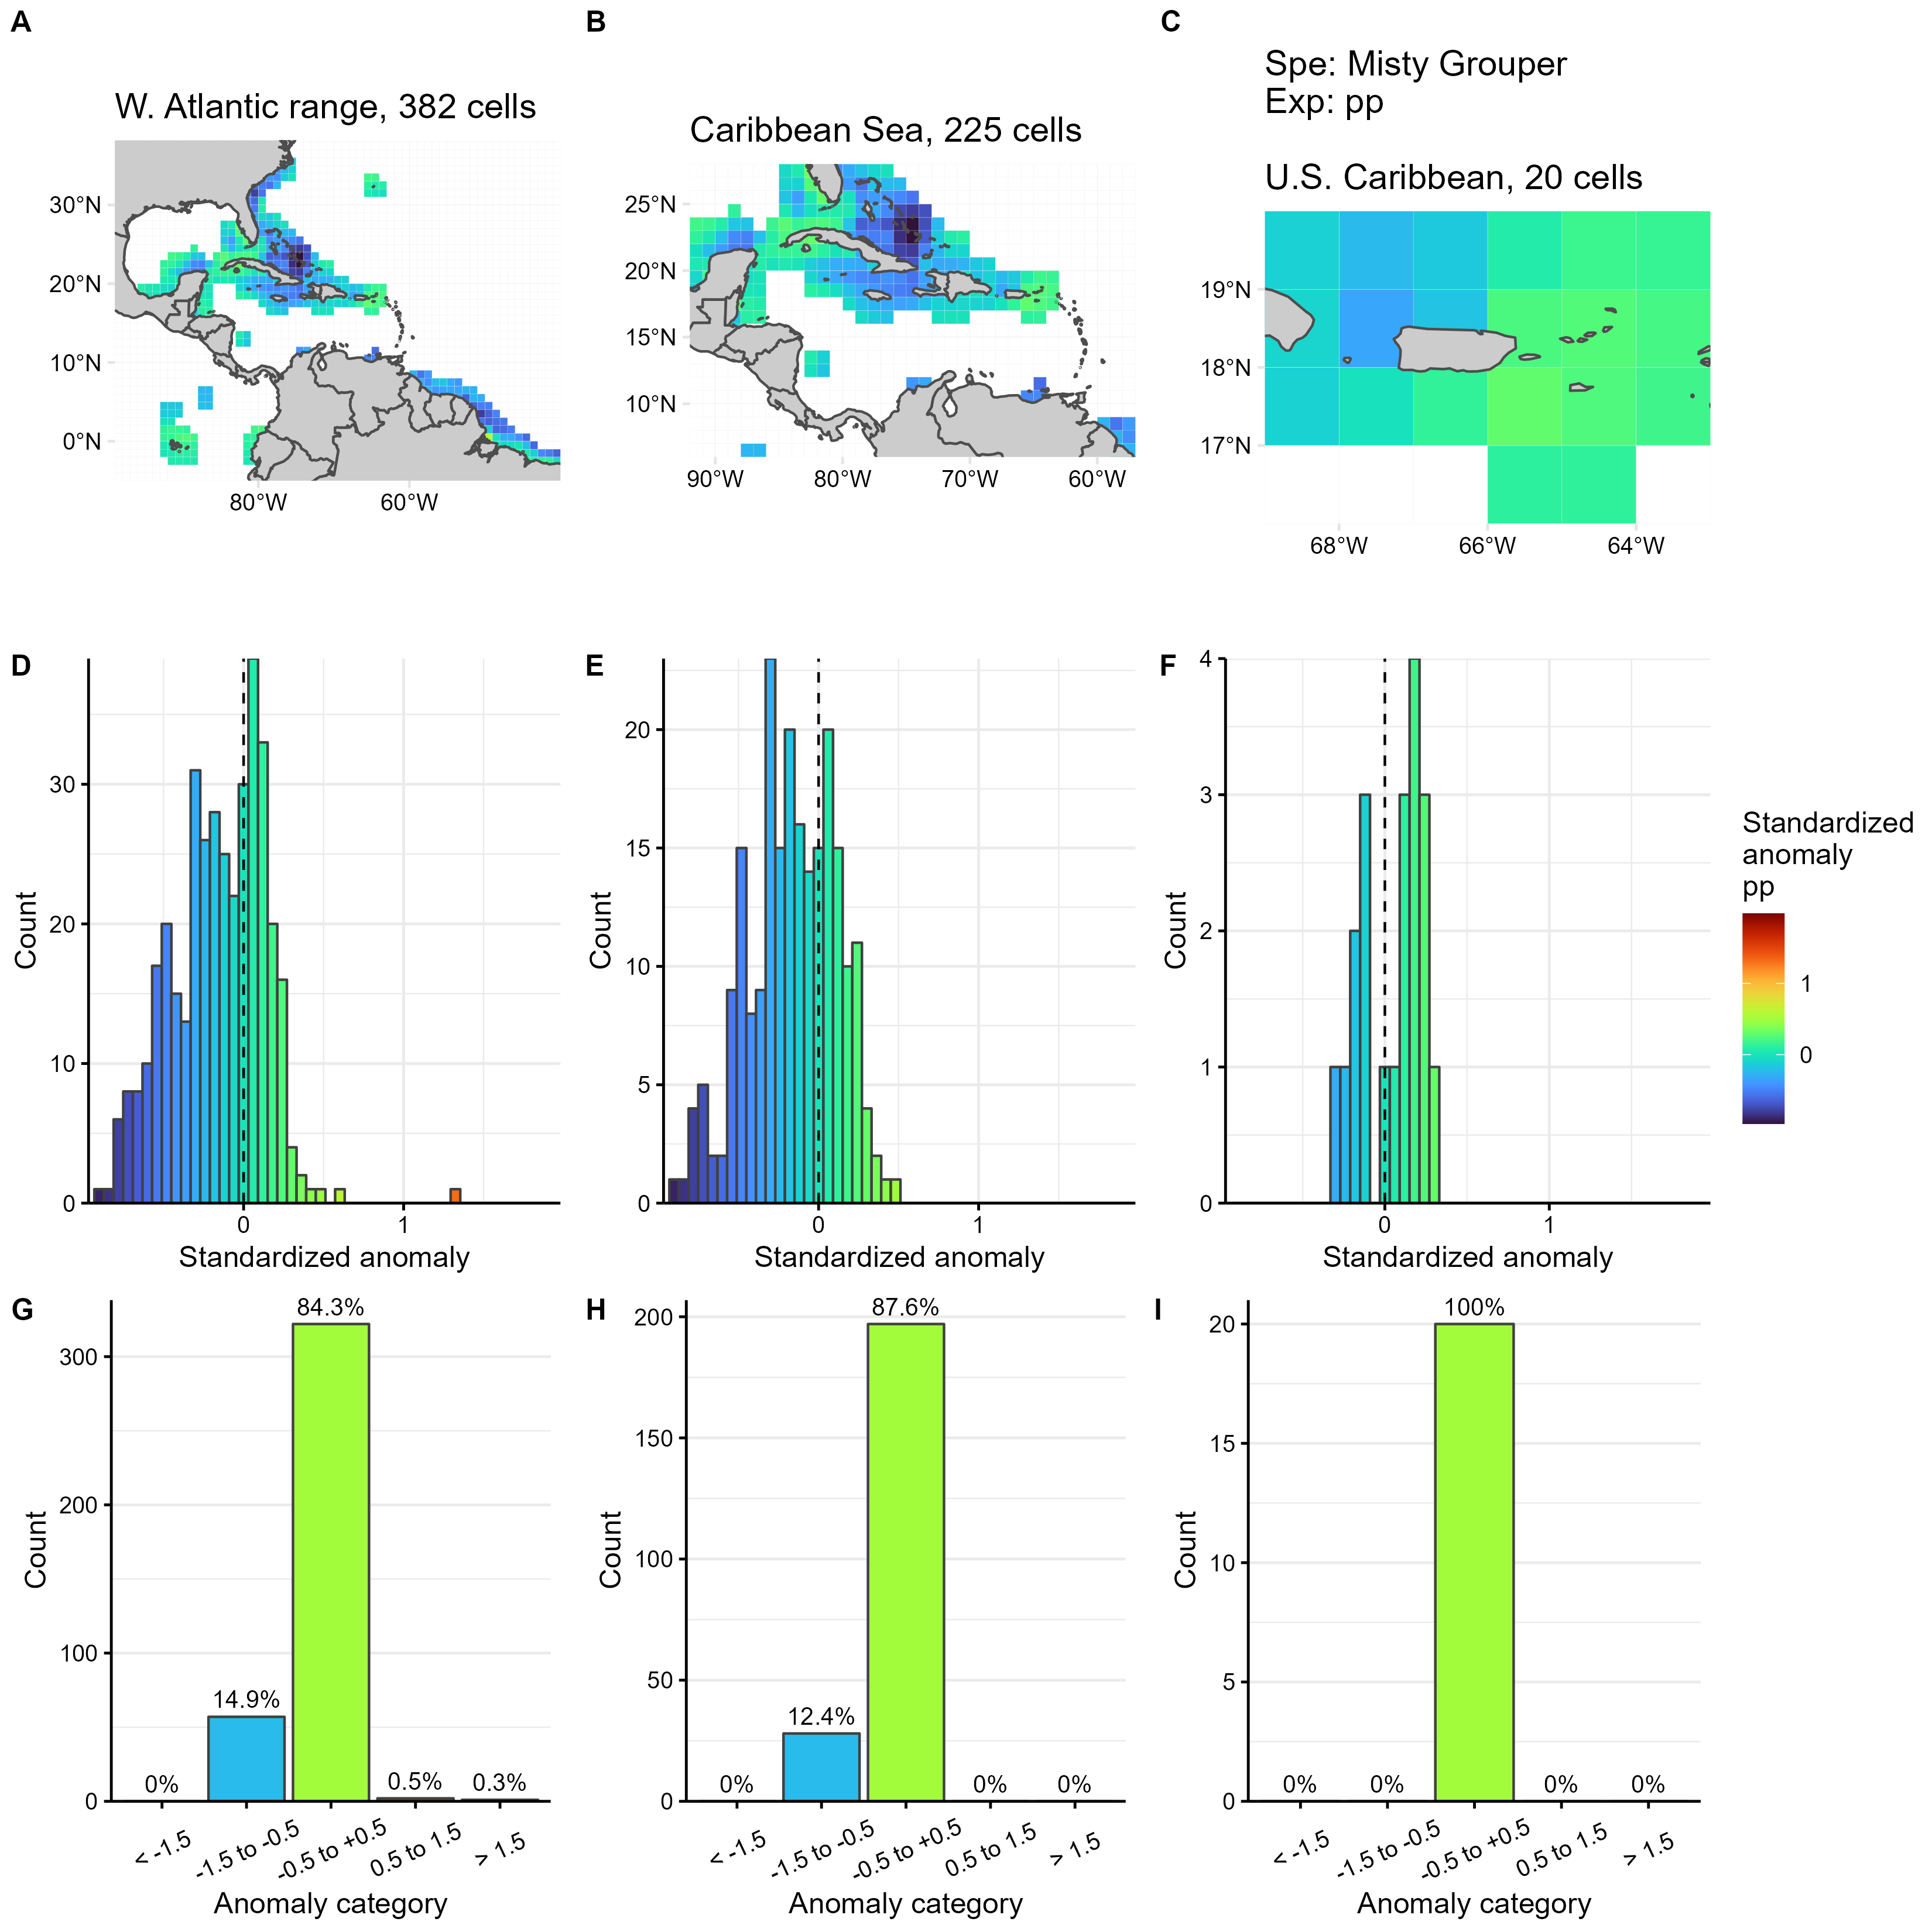 A
B
C
Spe: Misty Grouper
Exp: pp
W. Atlantic range, 382 cells
Caribbean Sea, 225 cells
U.S. Caribbean, 20 cells
30°N
20°N
10°N
0°N
80°W
60°W
25°N
20°N
15°N
10°N
90°W
80°W
70°W
60°W
19°N
18°N
17°N
68°W
66°W
64°W
D
Count
30
20
10
0
0
1
Standardized anomaly
E
Count
20
15
10
5
0
0
1
Standardized anomaly
F
Count
4
3
2
1
0
0
1
Standardized anomaly
Standardized
anomaly
pp
1
0
G
Count
300
200
100
0
0%
14.9%
84.3%
0.5%
0.3%
< -1.5
-1.5 to -0.5
-0.5 to +0.5
0.5 to 1.5
> 1.5
Anomaly category
H
Count
200
150
100
50
0
0%
12.4%
87.6%
0%
0%
< -1.5
-1.5 to -0.5
-0.5 to +0.5
0.5 to 1.5
> 1.5
Anomaly category
I
Count
20
15
10
5
0
0%
0%
100%
0%
0%
< -1.5
-1.5 to -0.5
-0.5 to +0.5
0.5 to 1.5
> 1.5
Anomaly category